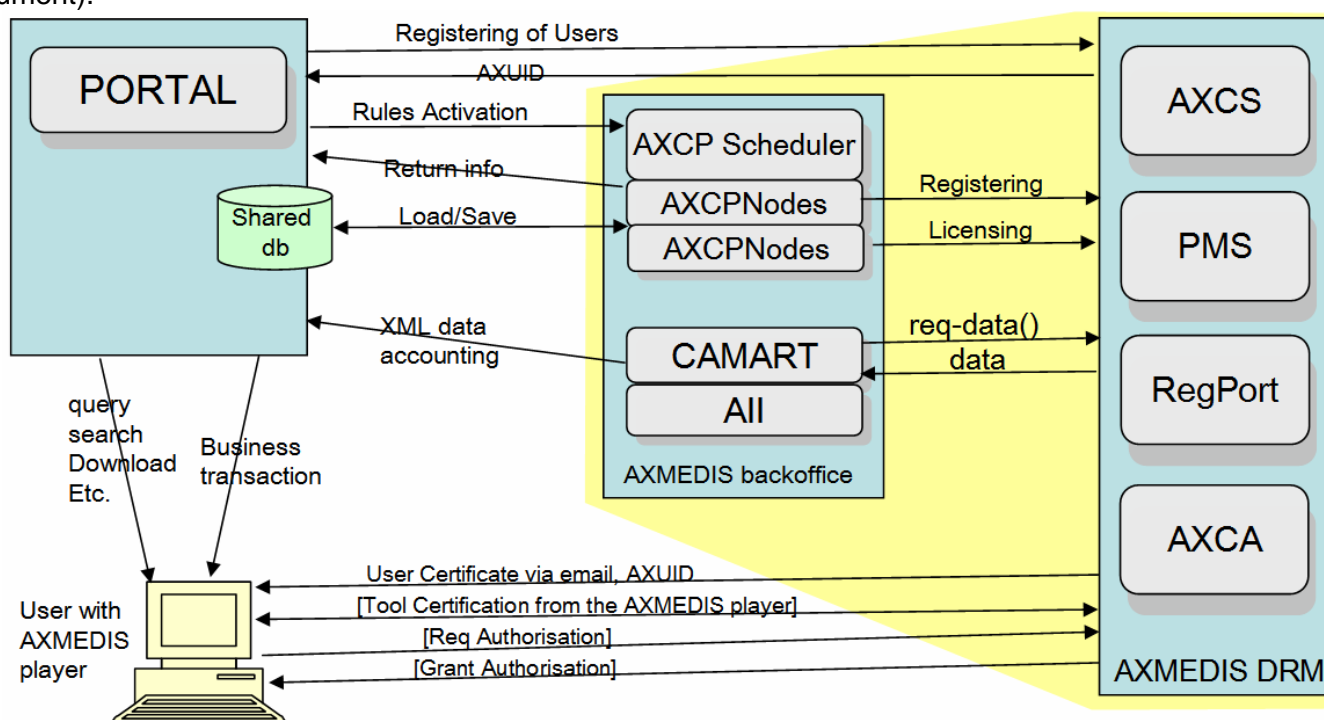 ument).
Registering of Users
PORTAL
AXUID
AXCS
Rules Activation
AXCP Scheduler
Return info
AXCPNodes
Registering
Shared
db
Load/Save
AXCPNodes
Licensing
PMS
XML data
accounting
CAMART
req-data()
data
RegPort
AII
AXMEDIS backoffice
query
search
Download
Etc.
Business
transaction
AXCA
User Certificate via email, AXUID
[Tool Certification from the AXMEDIS player]
[Req Authorisation]
[Grant Authorisation]
User with
AXMEDIS
player
AXMEDIS DRM